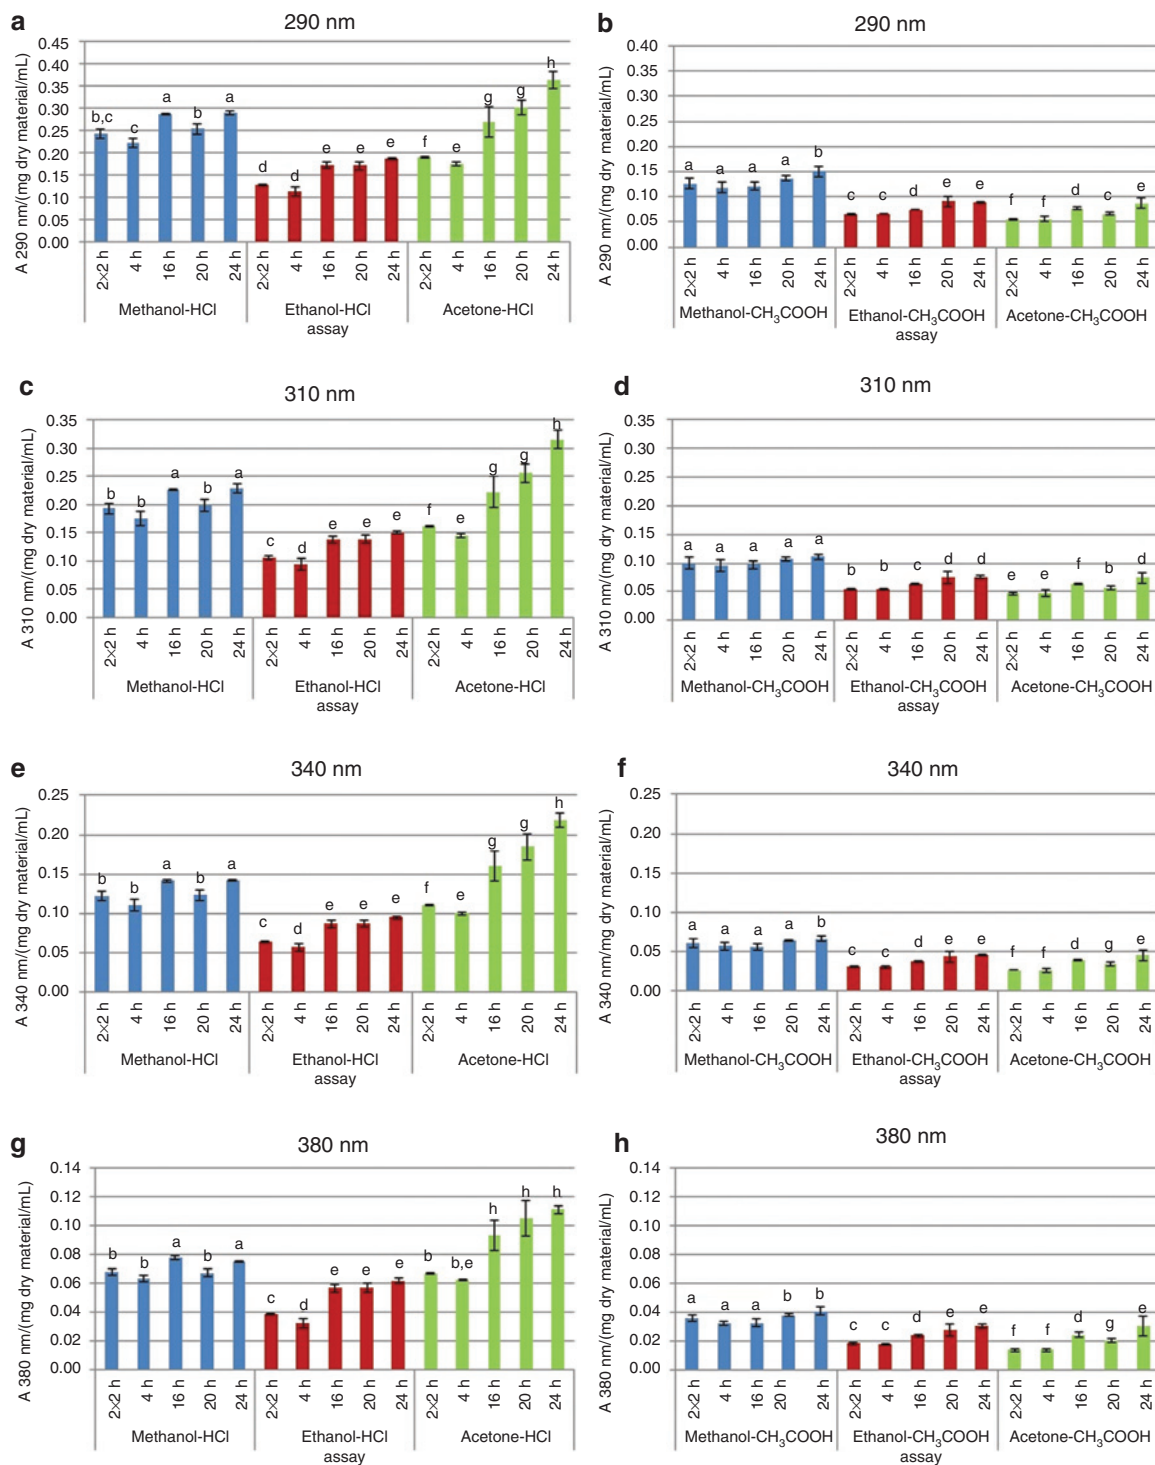 a 290 nm
A 290 nm/(mg dry material/mL)
0.45
0.40
0.35
0.30
0.25
0.20
0.15
0.10
0.05
0.00
b,c c a b a d d e e e f e g g h
2×2 h 4 h 16 h 20 h 24 h 2×2 h 4 h 16 h 20 h 24 h 2×2 h 4 h 16 h 20 h 24 h
Methanol-HCl Ethanol-HCl Acetone-HCl
assay
b 290 nm
A 290 nm/(mg dry material/mL)
0.40
0.35
0.30
0.25
0.20
0.15
0.10
0.05
0.00
a a a a b c c d e e f f d c e
2×2 h 4 h 16 h 20 h 24 h 2×2 h 4 h 16 h 20 h 24 h 2×2 h 4 h 16 h 20 h 24 h
Methanol-CH₃COOH Ethanol-CH₃COOH Acetone-CH₃COOH
assay
c 310 nm
A 310 nm/(mg dry material/mL)
0.35
0.30
0.25
0.20
0.15
0.10
0.05
0.00
b b a b a c d e e e f e g g h
2×2 h 4 h 16 h 20 h 24 h 2×2 h 4 h 16 h 20 h 24 h 2×2 h 4 h 16 h 20 h 24 h
Methanol-HCl Ethanol-HCl Acetone-HCl
assay
d 310 nm
A 310 nm/(mg dry material/mL)
0.35
0.30
0.25
0.20
0.15
0.10
0.05
0.00
a a a a a b b c d d e e f b d
2×2 h 4 h 16 h 20 h 24 h 2×2 h 4 h 16 h 20 h 24 h 2×2 h 4 h 16 h 20 h 24 h
Methanol-CH₃COOH Ethanol-CH₃COOH Acetone-CH₃COOH
assay
e 340 nm
A 340 nm/(mg dry material/mL)
0.25
0.20
0.15
0.10
0.05
0.00
b b a b a c d e e e f e g g h
2×2 h 4 h 16 h 20 h 24 h 2×2 h 4 h 16 h 20 h 24 h 2×2 h 4 h 16 h 20 h 24 h
Methanol-HCl Ethanol-HCl Acetone-HCl
assay
f 340 nm
A 340 nm/mg dry material/mL)
0.25
0.20
0.15
0.10
0.05
0.00
a a a a b c c d e e f f d g e
2×2 h 4 h 16 h 20 h 24 h 2×2 h 4 h 16 h 20 h 24 h 2×2 h 4 h 16 h 20 h 24 h
Methanol-CH₃COOH Ethanol-CH₃COOH Acetone-CH₃COOH
assay
g 380 nm
A 380 nm/(mg dry material/mL)
0.14
0.12
0.10
0.08
0.06
0.04
0.02
0.00
b b a b a c d e e e b b,e h h h
2×2 h 4 h 16 h 20 h 24 h 2×2 h 4 h 16 h 20 h 24 h 2×2 h 4 h 16 h 20 h 24 h
Methanol-HCl Ethanol-HCl Acetone-HCl
assay
h 380 nm
A 380 nm/(mg dry material/mL)
0.14
0.12
0.10
0.08
0.06
0.04
0.02
0.00
a a a b b c c d e e f f d g e
2×2 h 4 h 16 h 20 h 24 h 2×2 h 4 h 16 h 20 h 24 h 2×2 h 4 h 16 h 20 h 24 h
Methanol-CH₃COOH Ethanol-CH₃COOH Acetone-CH₃COOH
assay